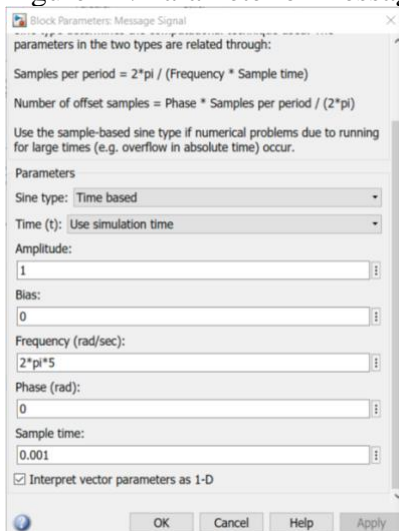 Block Parameters: Message Signal
parameters in the two types are related through:
Samples per period = 2*pi / (Frequency * Sample time)
Number of offset samples = Phase * Samples per period / (2*pi)
Use the sample-based sine type if numerical problems due to running
for large times (e.g. overflow in absolute time) occur.
Parameters
Sine type: Time based
Time (t): Use simulation time
Amplitude:
1
Bias:
0
Frequency (rad/sec):
2*pi*5
Phase (rad):
0
Sample time:
0.001
Interpret vector parameters as 1-D
OK Cancel Help Apply